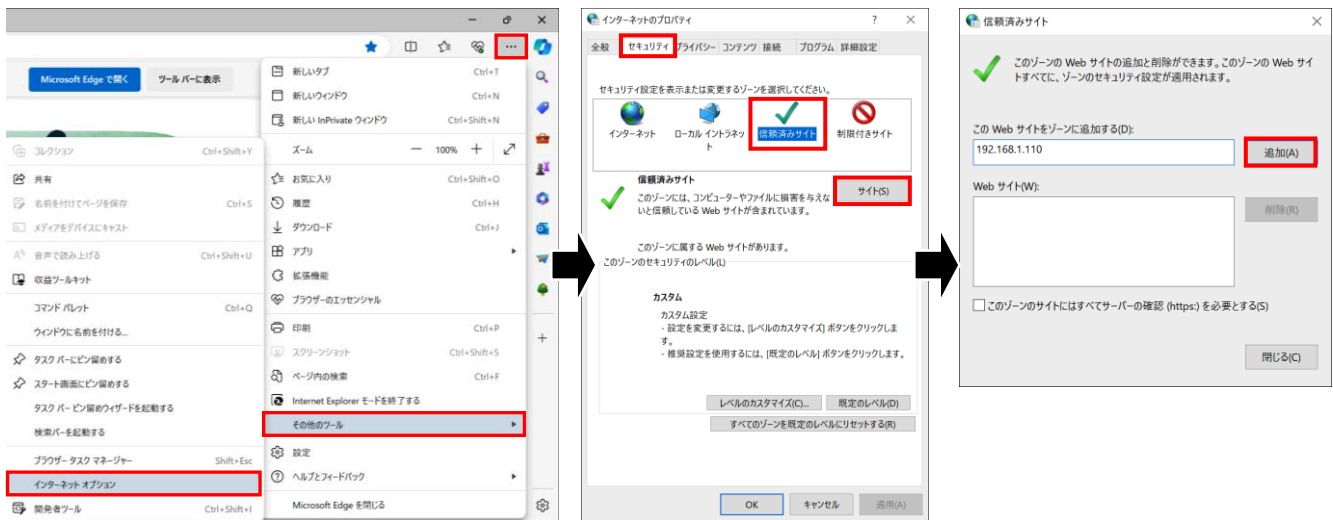 Microsoft Edge で開く
ツール バーに表示
新しいタブ Ctrl+T
新しいウィンドウ Ctrl+N
新しい InPrivate ウィンドウ Ctrl+Shift+N
ズーム — 100% +
お気に入り Ctrl+Shift+O
履歴 Ctrl+H
ダウンロード Ctrl+J
アプリ
拡張機能
ブラウザーのエッセンシャル
印刷 Ctrl+P
スクリーンショット Ctrl+Shift+S
ページ内の検索 Ctrl+F
Internet Explorer モードを終了する
その他のツール
設定
ヘルプとフィードバック
Microsoft Edge を閉じる
コレクション Ctrl+Shift+Y
共有
名前を付けてページを保存 Ctrl+S
メディアをデバイスにキャスト
音声で読み上げる Ctrl+Shift+U
収益ツールキット
コマンド パレット Ctrl+Q
ウィンドウに名前を付ける...
タスク バーにピン留めする
スタート画面にピン留めする
タスク バー ピン留めウィザードを起動する
検索バーを起動する
ブラウザー タスク マネージャー Shift+Esc
インターネット オプション
開発者ツール Ctrl+Shift+I
インターネットのプロパティ ?
全般 セキュリティ プライバシー コンテンツ 接続 プログラム 詳細設定
セキュリティ設定を表示または変更するゾーンを選択してください。
インターネット
ローカル イントラネッ
ト
信頼済みサイト
制限付きサイト
信頼済みサイト
サイト(S)
このゾーンには、コンピューターやファイルに損害を与えな
いと信頼している Web サイトが含まれています。
このゾーンに属する Web サイトがあります。
このゾーンのセキュリティのレベル(L)
カスタム
カスタム設定
- 設定を変更するには、[レベルのカスタマイズ] ボタンをクリックしま
す。
- 推奨設定を使用するには、[既定のレベル] ボタンをクリックします。
レベルのカスタマイズ(C)... 既定のレベル(D)
すべてのゾーンを既定のレベルにリセットする(R)
OK キャンセル 適用(A)
信頼済みサイト
このゾーンの Web サイトの追加と削除ができます。このゾーンの Web サイ
トすべてに、ゾーンのセキュリティ設定が適用されます。
この Web サイトをゾーンに追加する(D):
192.168.1.110 追加(A)
Web サイト(W):
削除(R)
このゾーンのサイトにはすべてサーバーの確認 (https:) を必要とする(S)
閉じる(C)